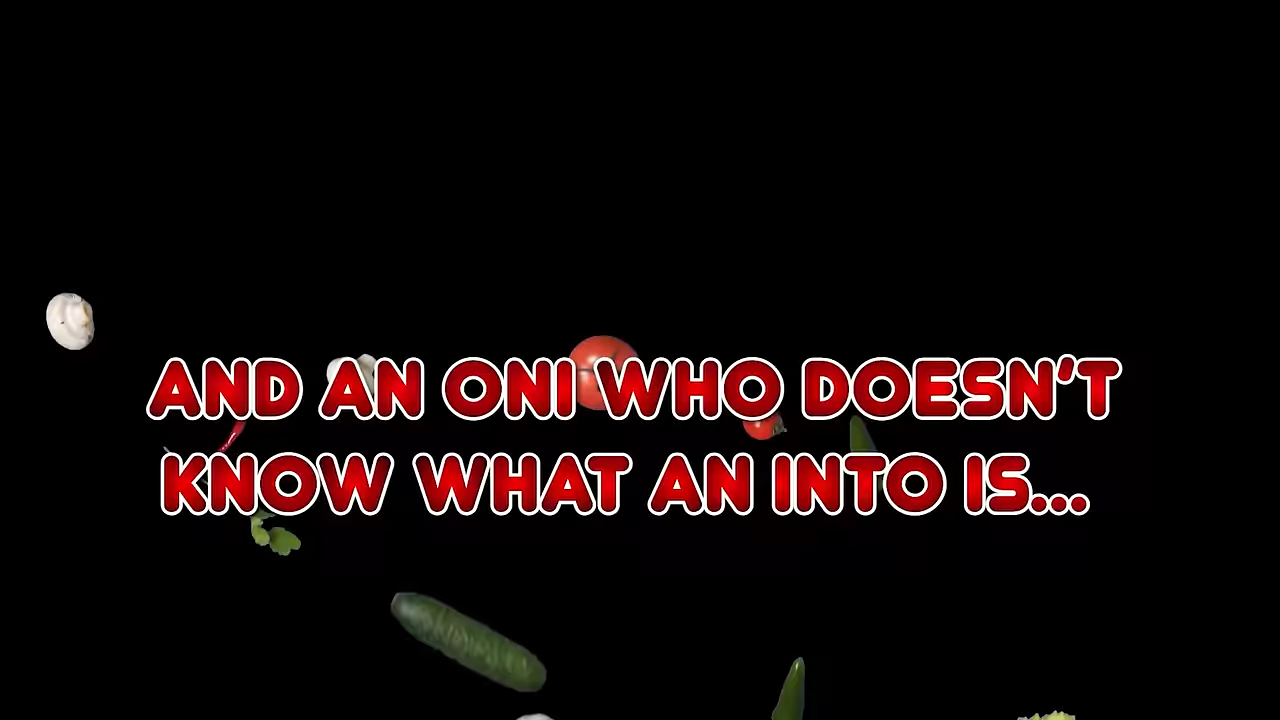 AND AN ONI WHO DOESN'T
KNOW WHAT AN INTO IS...